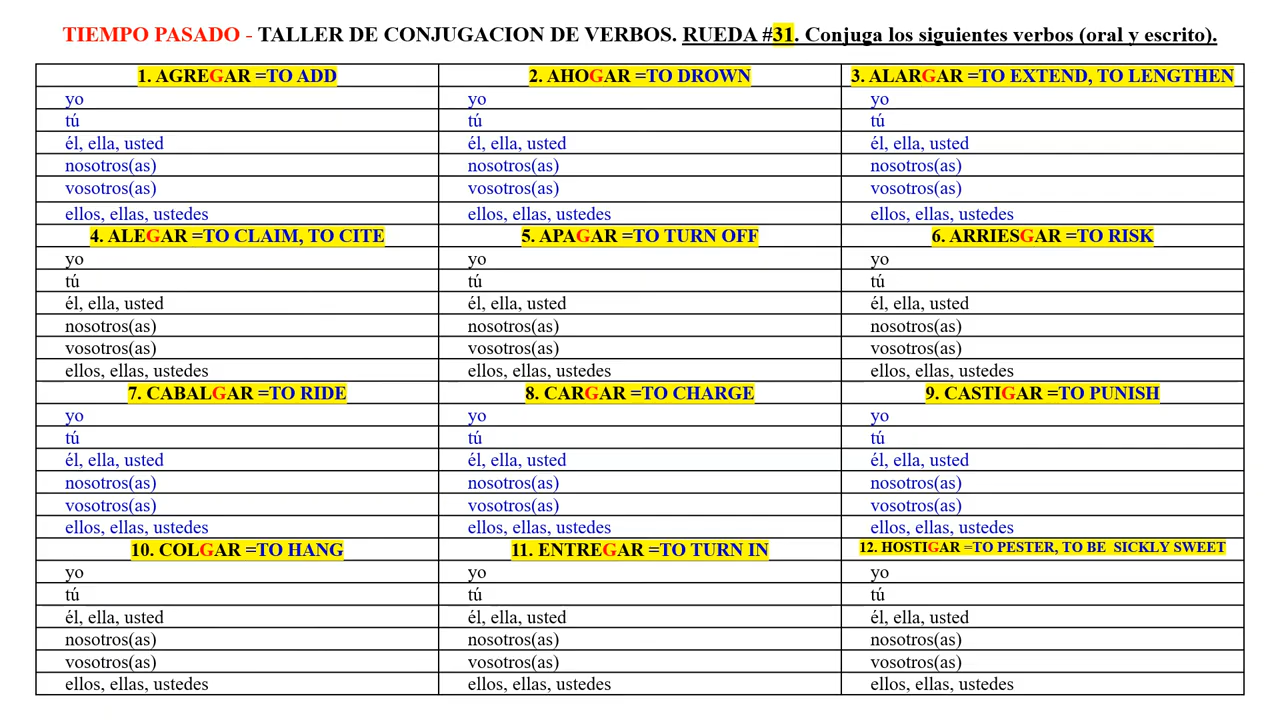 TIEMPO PASADO - TALLER DE CONJUGACION DE VERBOS. RUEDA #31. Conjuga los siguientes verbos (oral y escrito).
1. AGREGAR =TO ADD 2. AHOGAR =TO DROWN 3. ALARGAR =TO EXTEND, TO LENGTHEN
yo yo yo
tú tú tú
él, ella, usted él, ella, usted él, ella, usted
nosotros(as) nosotros(as) nosotros(as)
vosotros(as) vosotros(as) vosotros(as)
ellos, ellas, ustedes ellos, ellas, ustedes ellos, ellas, ustedes
4. ALEGAR =TO CLAIM, TO CITE 5. APAGAR =TO TURN OFF 6. ARRIESGAR =TO RISK
yo yo yo
tú tú tú
él, ella, usted él, ella, usted él, ella, usted
nosotros(as) nosotros(as) nosotros(as)
vosotros(as) vosotros(as) vosotros(as)
ellos, ellas, ustedes ellos, ellas, ustedes ellos, ellas, ustedes
7. CABALGAR =TO RIDE 8. CARGAR =TO CHARGE 9. CASTIGAR =TO PUNISH
yo yo yo
tú tú tú
él, ella, usted él, ella, usted él, ella, usted
nosotros(as) nosotros(as) nosotros(as)
vosotros(as) vosotros(as) vosotros(as)
ellos, ellas, ustedes ellos, ellas, ustedes ellos, ellas, ustedes
10. COLGAR =TO HANG 11. ENTREGAR =TO TURN IN 12. HOSTIGAR =TO PESTER, TO BE SICKLY SWEET
yo yo yo
tú tú tú
él, ella, usted él, ella, usted él, ella, usted
nosotros(as) nosotros(as) nosotros(as)
vosotros(as) vosotros(as) vosotros(as)
ellos, ellas, ustedes ellos, ellas, ustedes ellos, ellas, ustedes